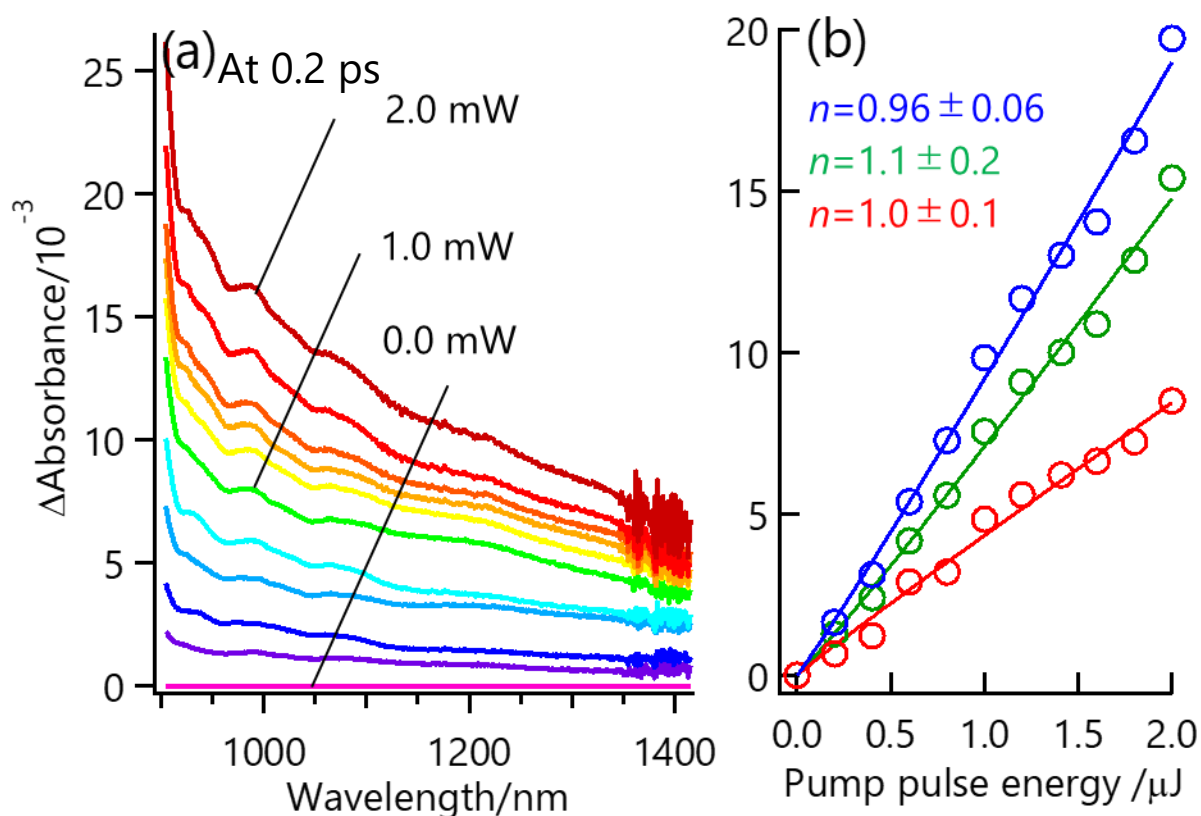 (a)
At 0.2 ps
2.0 mW
1.0 mW
0.0 mW
25
20
15
10
5
0
ΔAbsorbance/10⁻³
1000
1200
1400
Wavelength/nm
(b)
n=0.96±0.06
n=1.1±0.2
n=1.0±0.1
20
15
10
5
0
0.0
0.5
1.0
1.5
2.0
Pump pulse energy /μJ